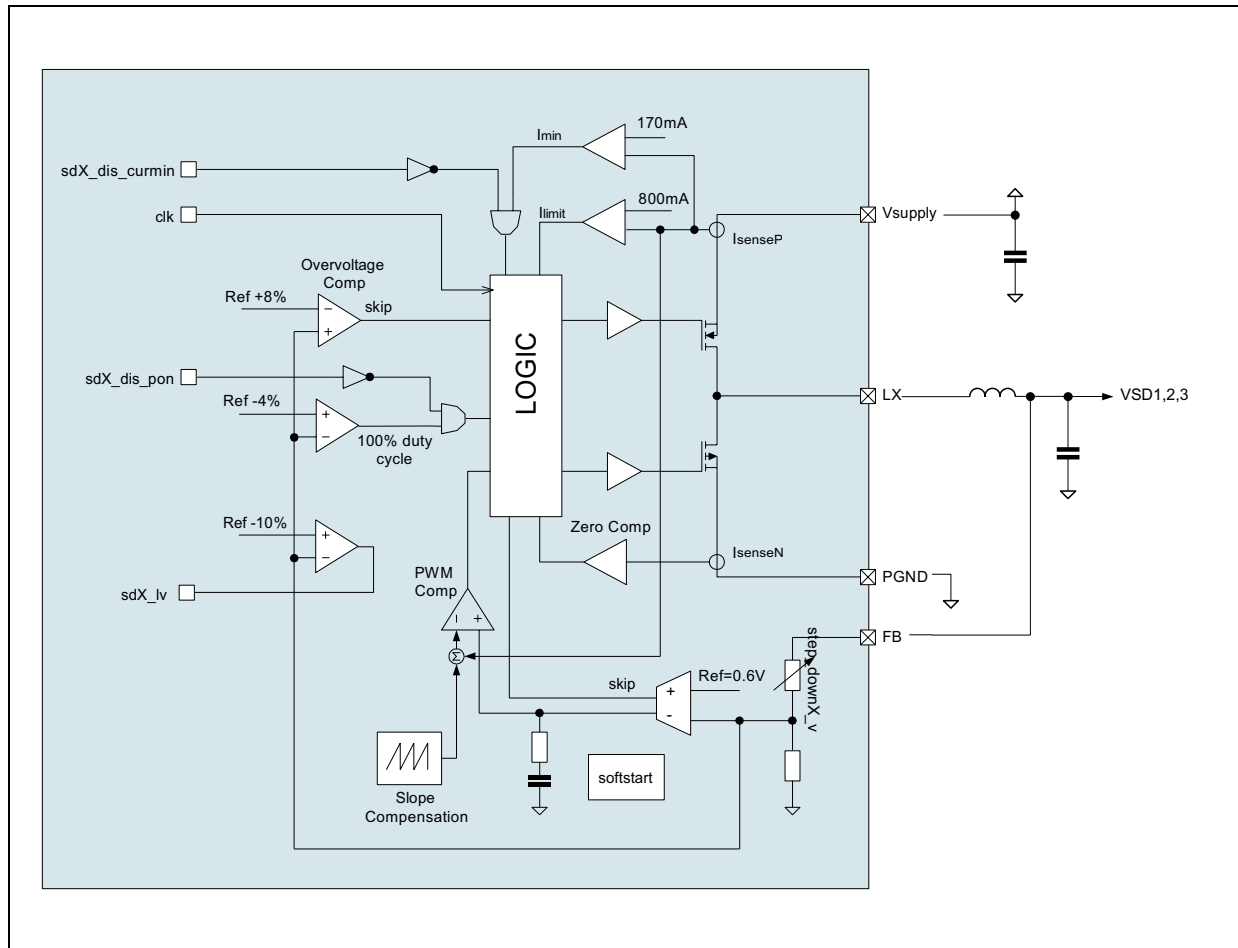 170mA
Imin
sdX_dis_curmin
800mA
clk
Ilimit
Vsupply
IsenseP
Overvoltage
Comp
Ref +8%
skip
−
+
LOGIC
sdX_dis_pon
LX
VSD1,2,3
Ref -4%
+
−
100% duty
cycle
Ref -10%
+
−
Zero Comp
IsenseN
PWM
Comp
PGND
sdX_lv
− +
FB
step_downX_v
Σ
Ref=0.6V
skip
+
-
softstart
Slope
Compensation